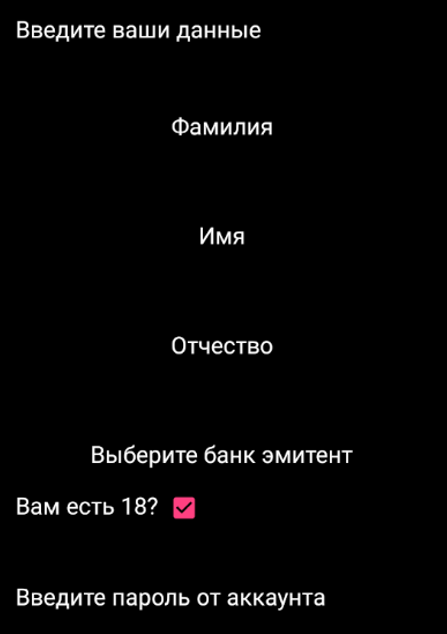 Введите ваши данные
Фамилия
Имя
Отчество
Выберите банк эмитент
Вам есть 18?
Введите пароль от аккаунта